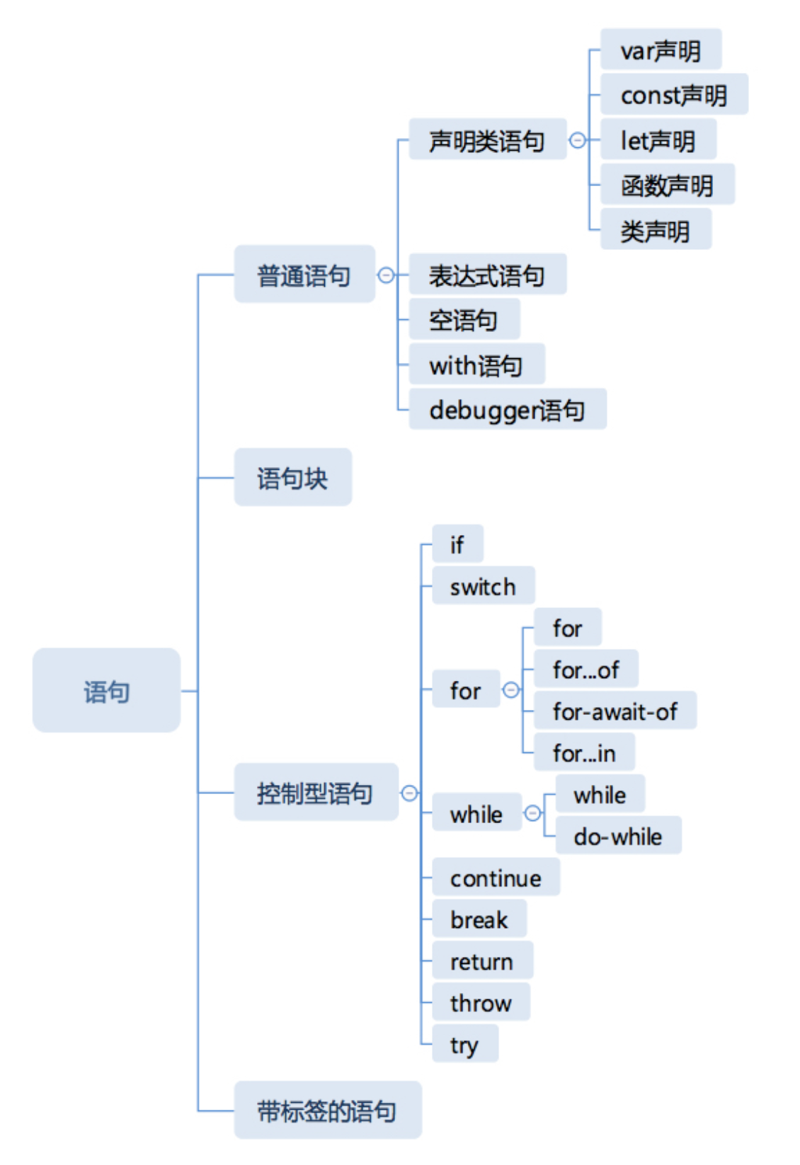 var声明
const声明
声明类语句
let声明
函数声明
类声明
普通语句
表达式语句
空语句
with语句
debugger语句
语句块
if
switch
for
for...of
for
for-await-of
for...in
语句
控制型语句
while
while
do-while
continue
break
return
throw
try
带标签的语句